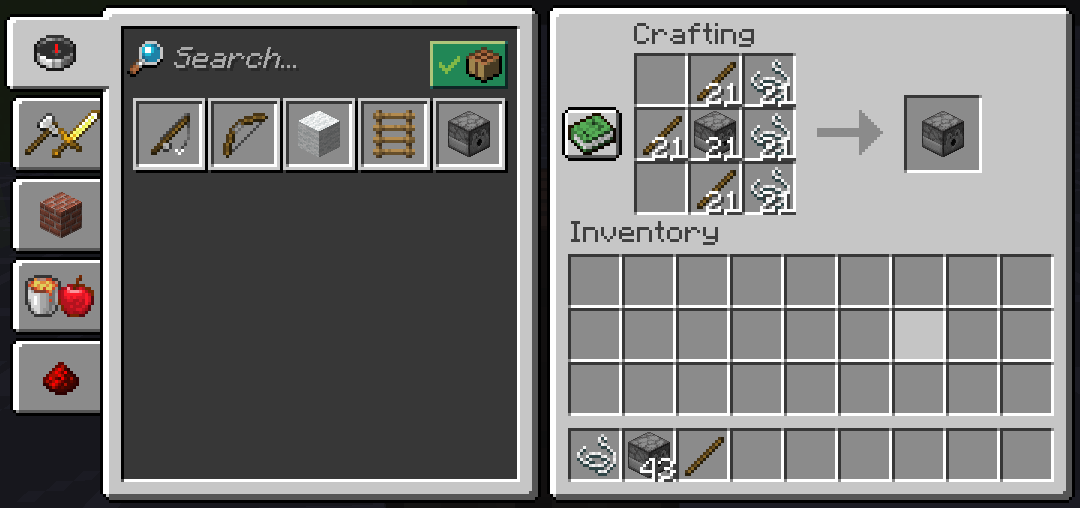 Search...
Crafting
21 21
21 21 21
21 21
Inventory
43